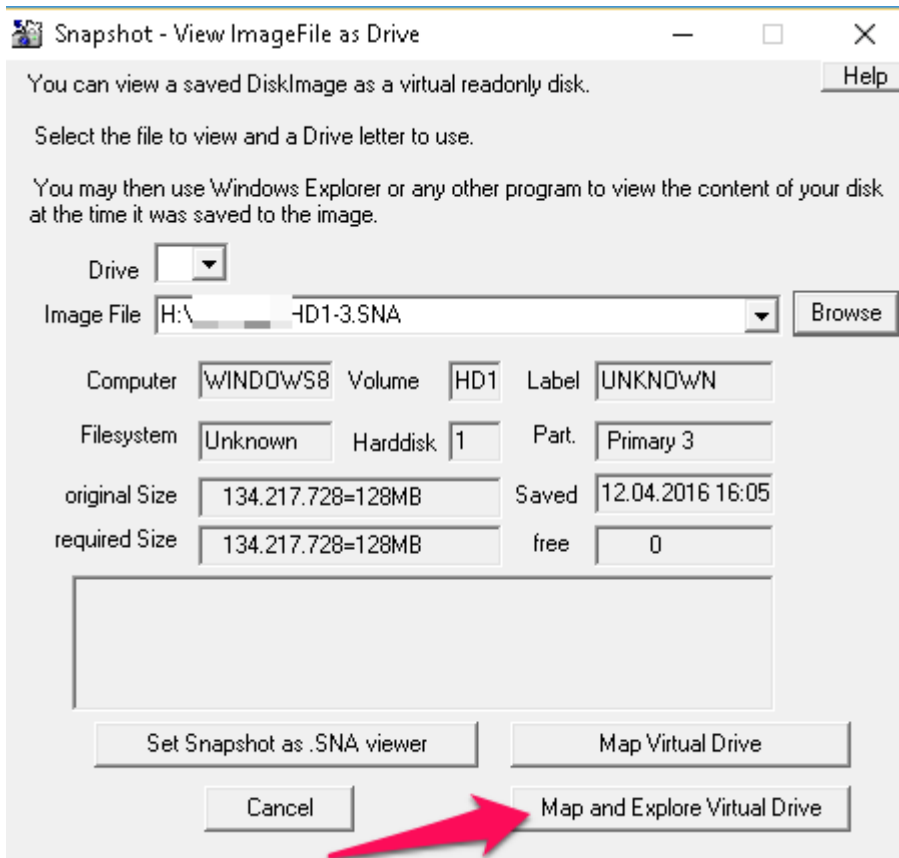 Snapshot - View ImageFile as Drive
You can view a saved DiskImage as a virtual readonly disk.
Help
Select the file to view and a Drive letter to use.
You may then use Windows Explorer or any other program to view the content of your disk
at the time it was saved to the image.
Drive
Image File H:\ HD1-3.SNA Browse
Computer WINDOWS8 Volume HD1 Label UNKNOWN
Filesystem Unknown Harddisk 1 Part. Primary 3
original Size 134.217.728=128MB Saved 12.04.2016 16:05
required Size 134.217.728=128MB free 0
Set Snapshot as .SNA viewer Map Virtual Drive
Cancel Map and Explore Virtual Drive